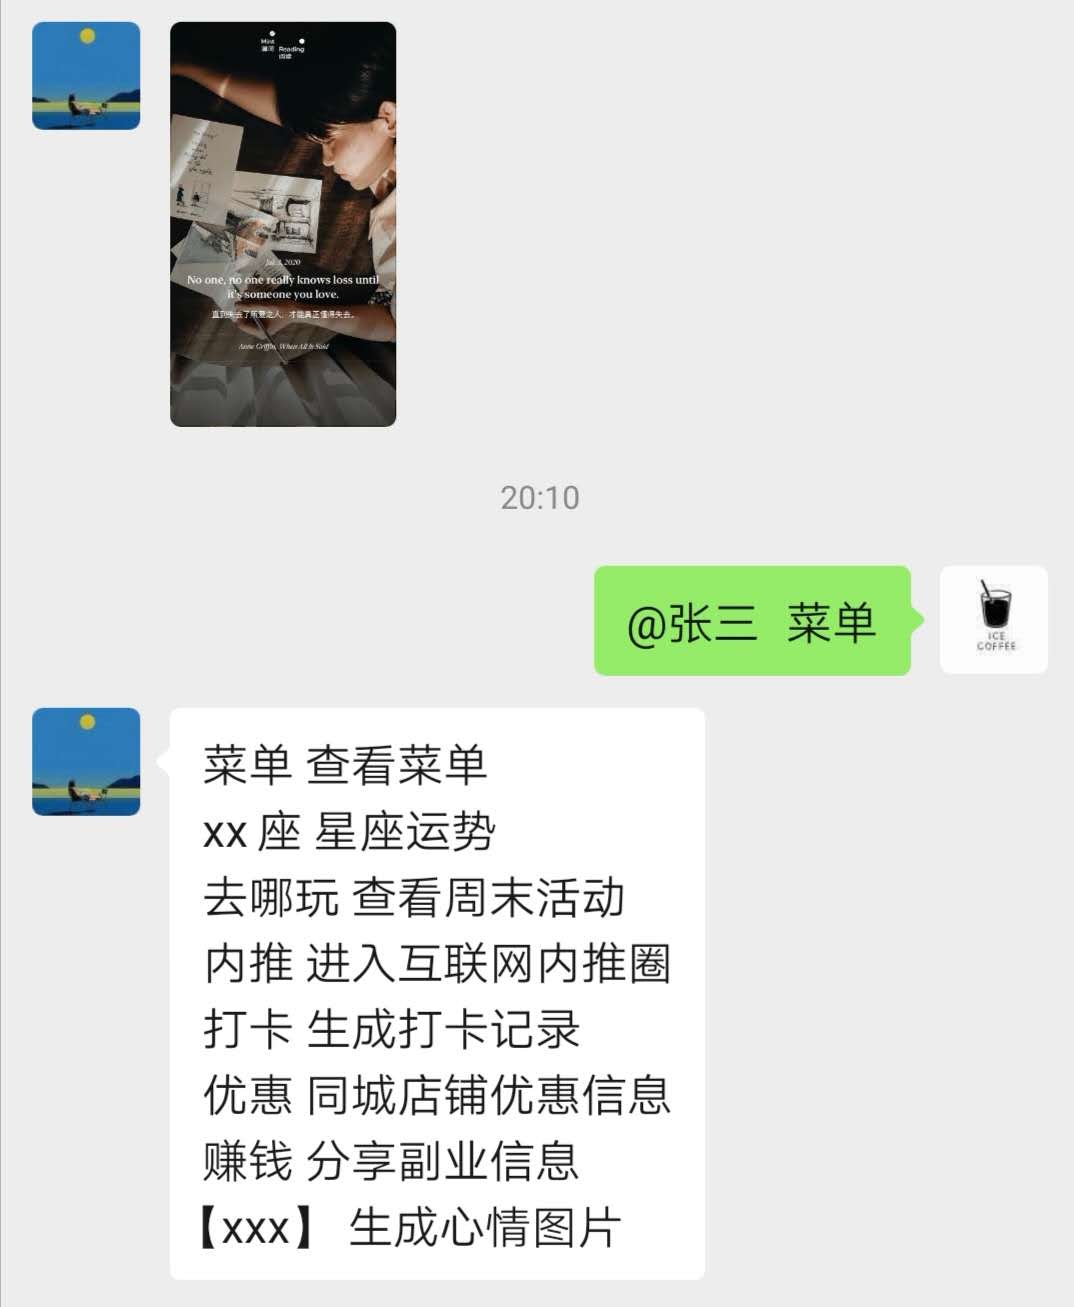 Mint
薄荷
Reading
阅读
Jul 3, 2020
No one, no one really knows loss until
it's someone you love.
直到失去了所爱之人，才能真正懂得失去。
Anne Griffin, When All Is Said
20:10
@张三 菜单
ICE
COFFEE
菜单 查看菜单
xx 座 星座运势
去哪玩 查看周末活动
内推 进入互联网内推圈
打卡 生成打卡记录
优惠 同城店铺优惠信息
赚钱 分享副业信息
【xxx】 生成心情图片